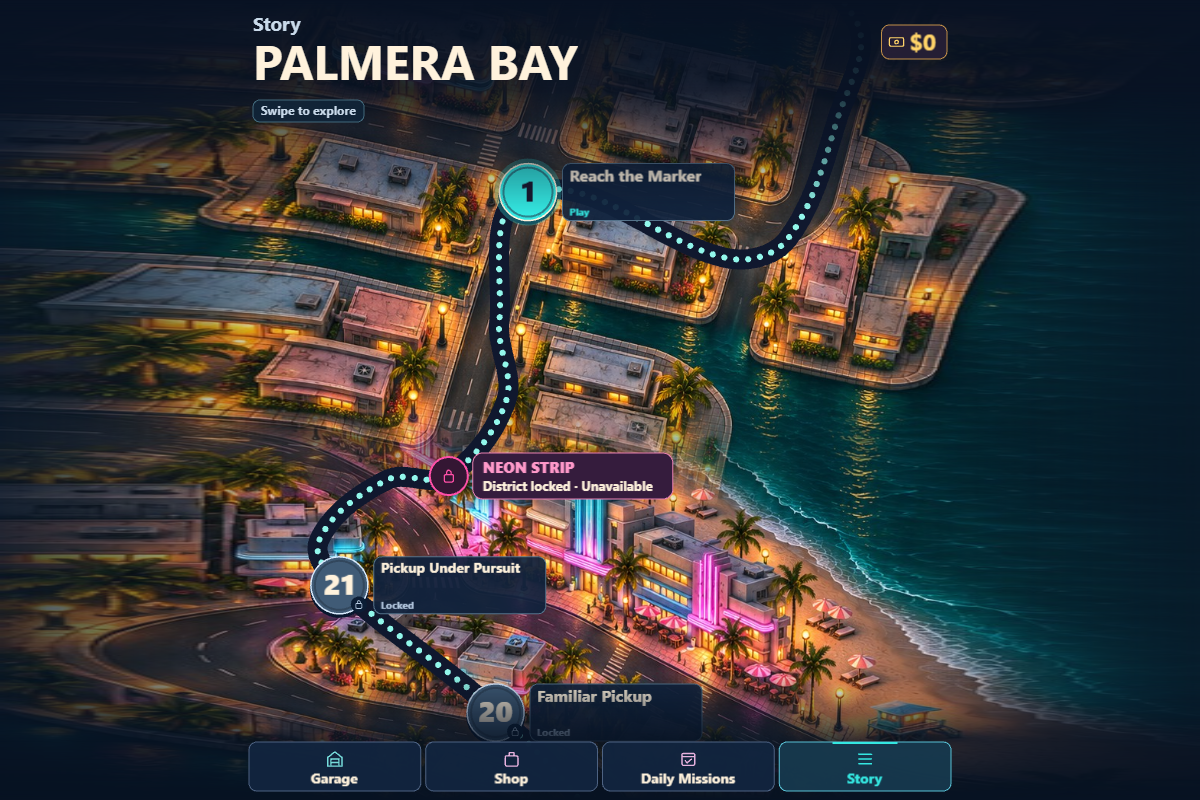 Story
PALMERA BAY
$0
Swipe to explore
1
Reach the Marker
Play
NEON STRIP
District locked · Unavailable
21
Pickup Under Pursuit
Locked
20
Familiar Pickup
Locked
Garage
Shop
Daily Missions
Story